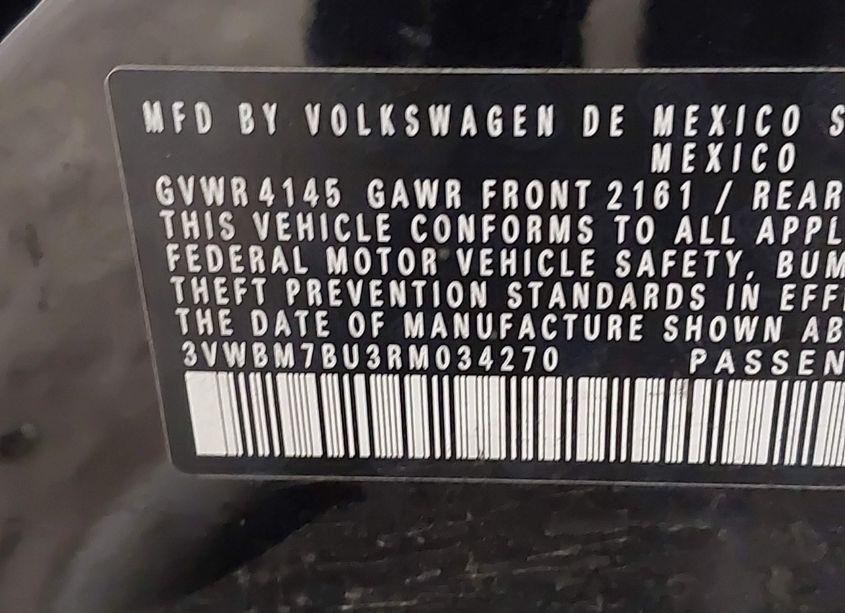 MFD BY VOLKSWAGEN DE MEXICO S
MEXICO
GVWR 4145 GAWR FRONT 2161 / REAR
THIS VEHICLE CONFORMS TO ALL APPL
FEDERAL MOTOR VEHICLE SAFETY, BUM
THEFT PREVENTION STANDARDS IN EFF
THE DATE OF MANUFACTURE SHOWN AB
3VWBM7BU3RM034270 PASSEN